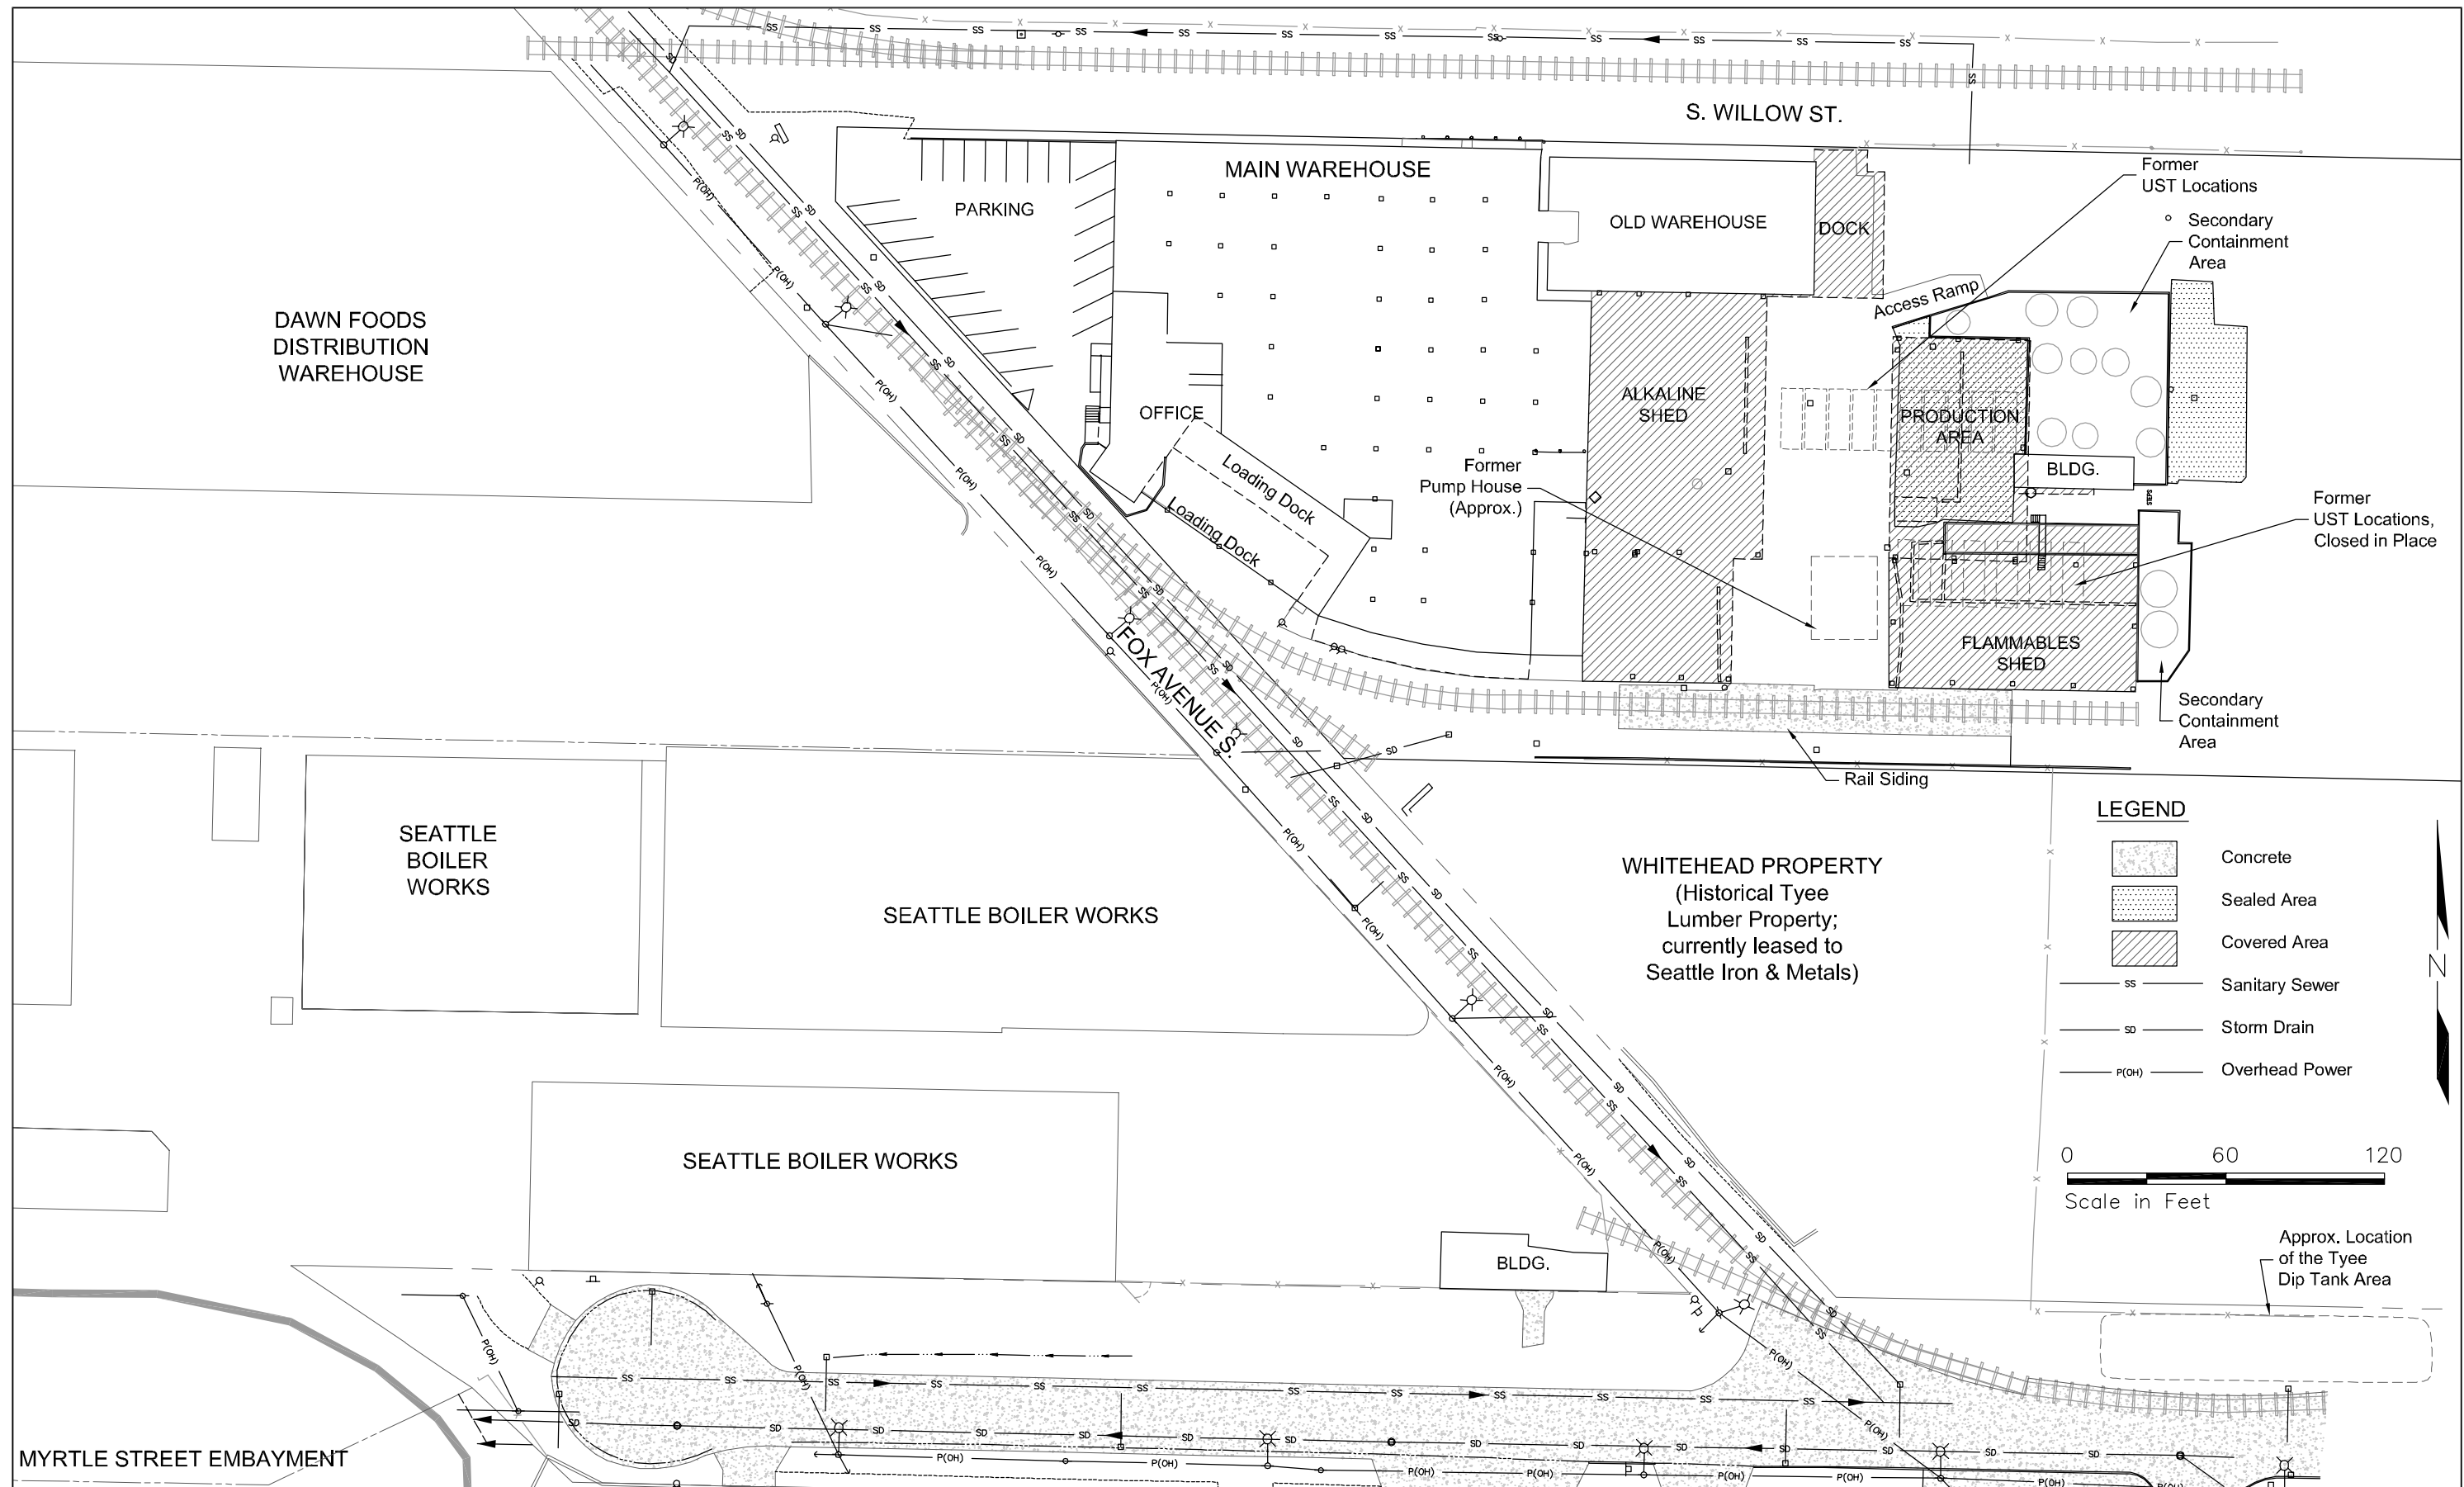 S. WILLOW ST.
MAIN WAREHOUSE
PARKING
OLD WAREHOUSE
DOCK
Former
UST Locations
Secondary
Containment
Area
Access Ramp
DAWN FOODS
DISTRIBUTION
WAREHOUSE
OFFICE
ALKALINE
SHED
PRODUCTION
AREA
BLDG.
STEPS
Loading Dock
Loading Dock
Former
Pump House
(Approx.)
Former
UST Locations,
Closed in Place
FLAMMABLES
SHED
Secondary
Containment
Area
FOX AVENUE S.
Rail Siding
SEATTLE
BOILER
WORKS
SEATTLE BOILER WORKS
WHITEHEAD PROPERTY
(Historical Tyee
Lumber Property;
currently leased to
Seattle Iron & Metals)
LEGEND
Concrete
Sealed Area
Covered Area
SS
Sanitary Sewer
SD
Storm Drain
P(OH)
Overhead Power
N
0 60 120
Scale in Feet
SEATTLE BOILER WORKS
BLDG.
Approx. Location
of the Tyee
Dip Tank Area
MYRTLE STREET EMBAYMENT